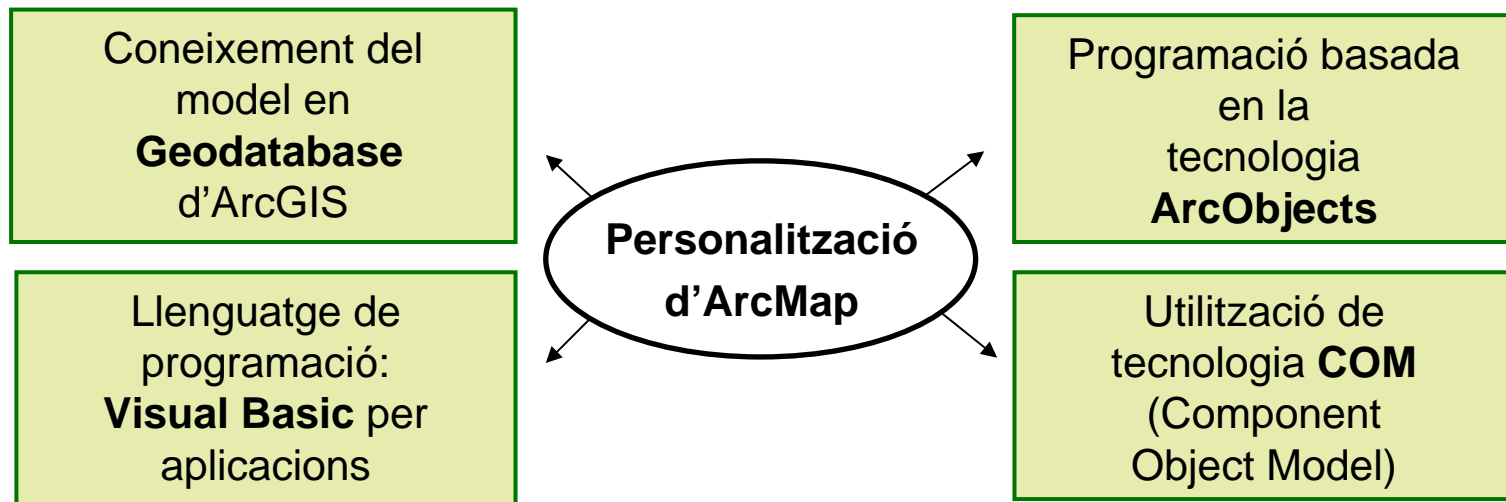 Coneixement del
model en
Geodatabase
d’ArcGIS
Programació basada
en la
tecnologia
ArcObjects
Personalització
d’ArcMap
Llenguatge de
programació:
Visual Basic per
aplicacions
Utilització de
tecnologia COM
(Component
Object Model)